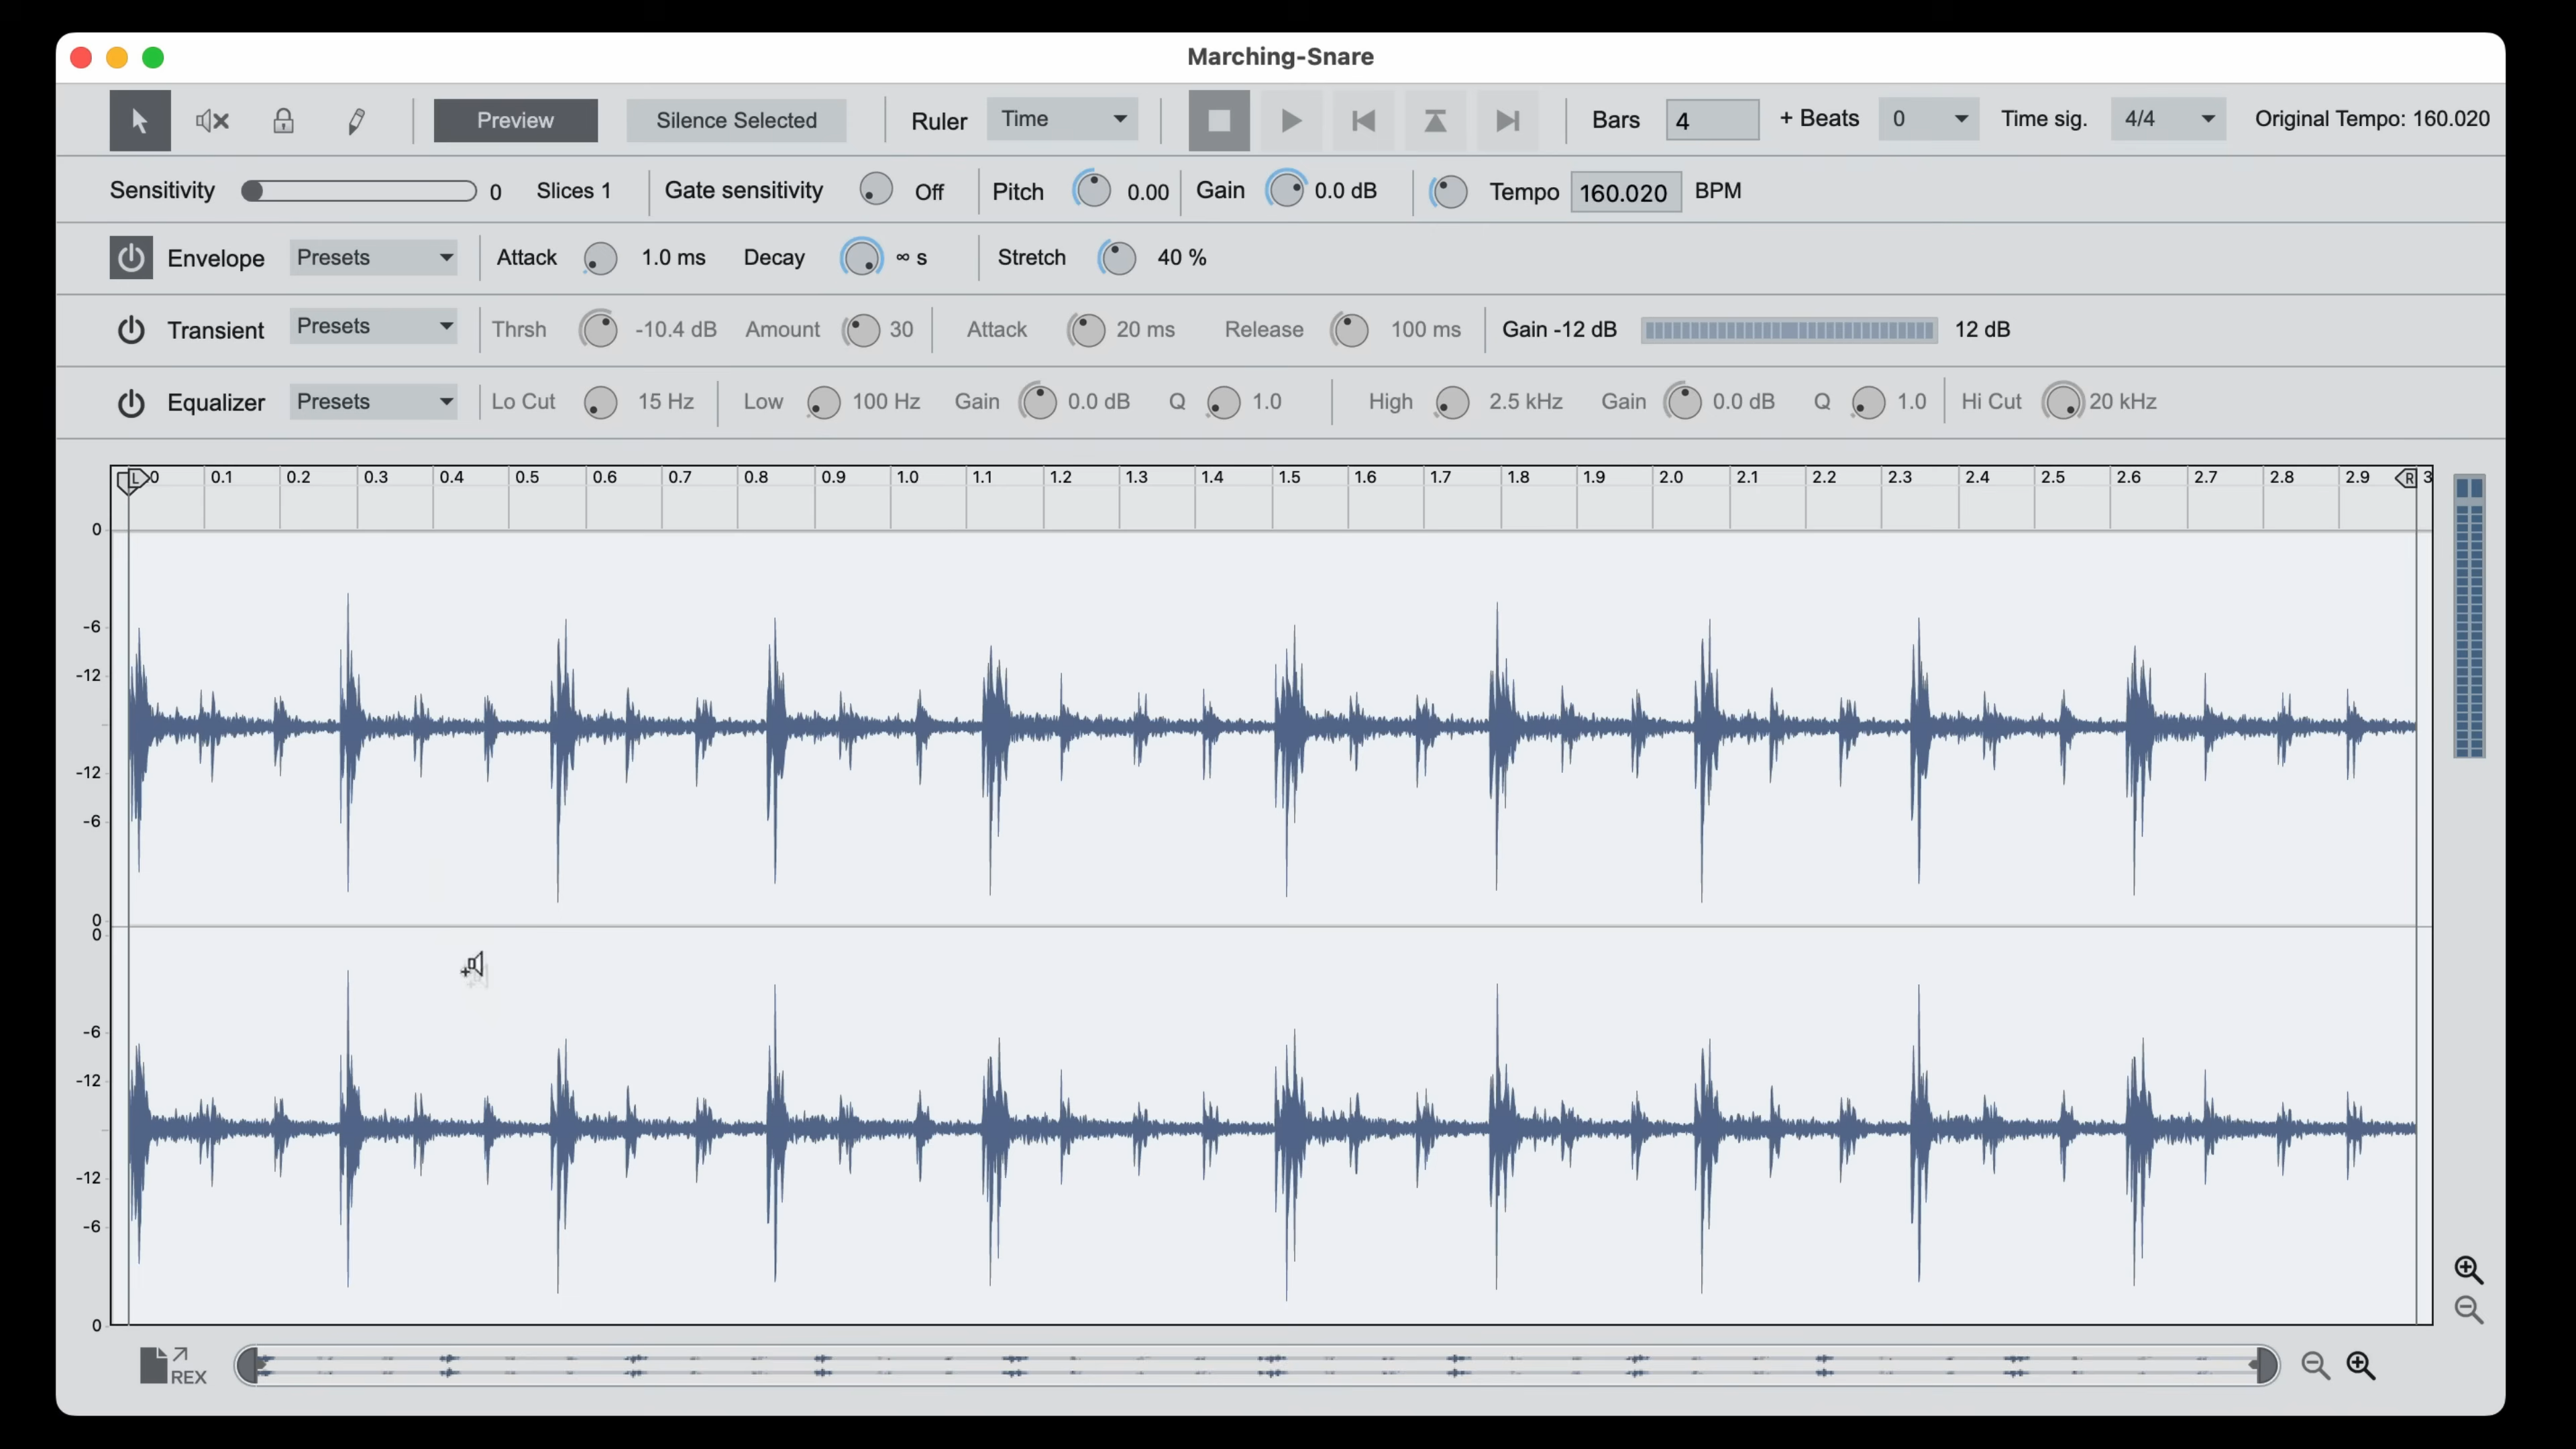 Marching-Snare
Preview Silence Selected Ruler Time Bars 4 + Beats 0 Time sig. 4/4 Original Tempo: 160.020
Sensitivity 0 Slices 1 Gate sensitivity Off Pitch 0.00 Gain 0.0 dB Tempo 160.020 BPM
Envelope Presets Attack 1.0 ms Decay ∞ s Stretch 40 %
Transient Presets Thrsh -10.4 dB Amount 30 Attack 20 ms Release 100 ms Gain -12 dB 12 dB
Equalizer Presets Lo Cut 15 Hz Low 100 Hz Gain 0.0 dB Q 1.0 High 2.5 kHz Gain 0.0 dB Q 1.0 Hi Cut 20 kHz
L 0 0.1 0.2 0.3 0.4 0.5 0.6 0.7 0.8 0.9 1.0 1.1 1.2 1.3 1.4 1.5 1.6 1.7 1.8 1.9 2.0 2.1 2.2 2.3 2.4 2.5 2.6 2.7 2.8 2.9 R 3
0
-6
-12
-12
-6
0
0
-6
-12
-12
-6
0
REX